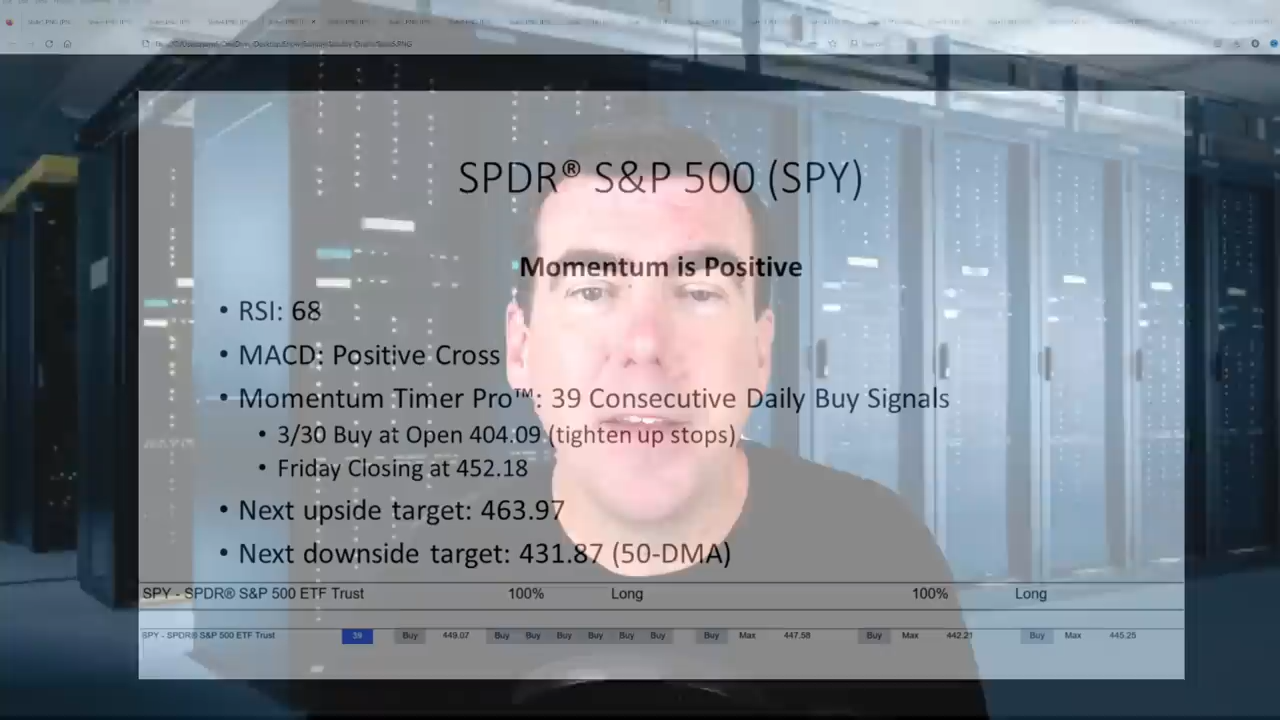 SPDR® S&P 500 (SPY)
Momentum is Positive
• RSI: 68
• MACD: Positive Cross
• Momentum Timer Pro™: 39 Consecutive Daily Buy Signals
• 3/30 Buy at Open 404.09 (tighten up stops)
• Friday Closing at 452.18
• Next upside target: 463.97
• Next downside target: 431.87 (50-DMA)
SPY - SPDR® S&P 500 ETF Trust 100% Long 100% Long
SPY - SPDR® S&P 500 ETF Trust 39 Buy 449.07 Buy Buy Buy Buy Buy Buy Buy Max 447.58 Buy Max 442.21 Buy Max 445.25